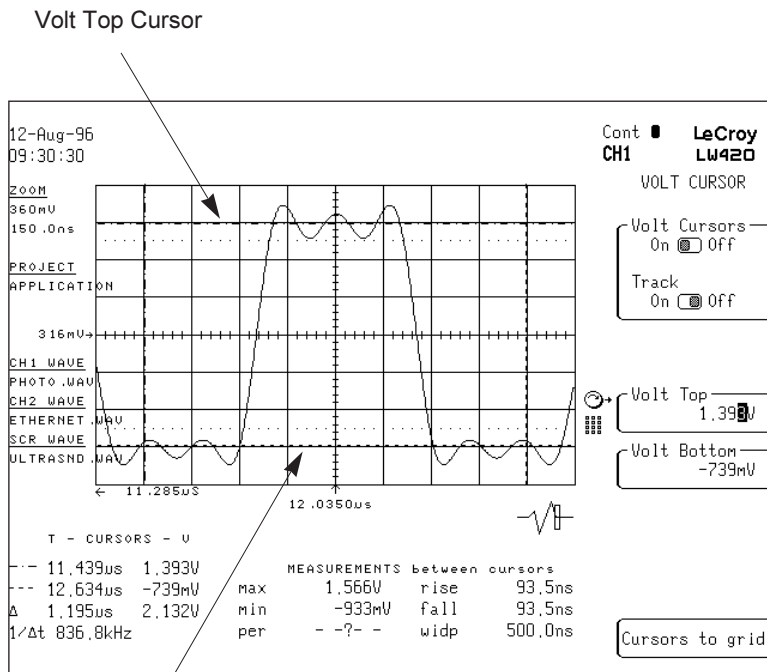 Volt Top Cursor
12-Aug-96
09:30:30
Cont
CH1
LeCroy
LW420
VOLT CURSOR
ZOOM
360mV
150.0ns
PROJECT
APPLICATION
316mV
CH1 WAVE
PHOTO.WAV
CH2 WAVE
ETHERNET.WAV
SCR WAVE
ULTRASND.WAV
11.285µs
12.0350µs
Volt Cursors
On Off
Track
On Off
Volt Top
1.393V
Volt Bottom
-739mV
T - CURSORS - V
11.439µs 1.393V
12.634µs -739mV
Δ 1.195µs 2.132V
1/Δt 836.8kHz
MEASUREMENTS between cursors
max 1.566V rise 93.5ns
min -933mV fall 93.5ns
per - -?- - widp 500.0ns
Cursors to grid